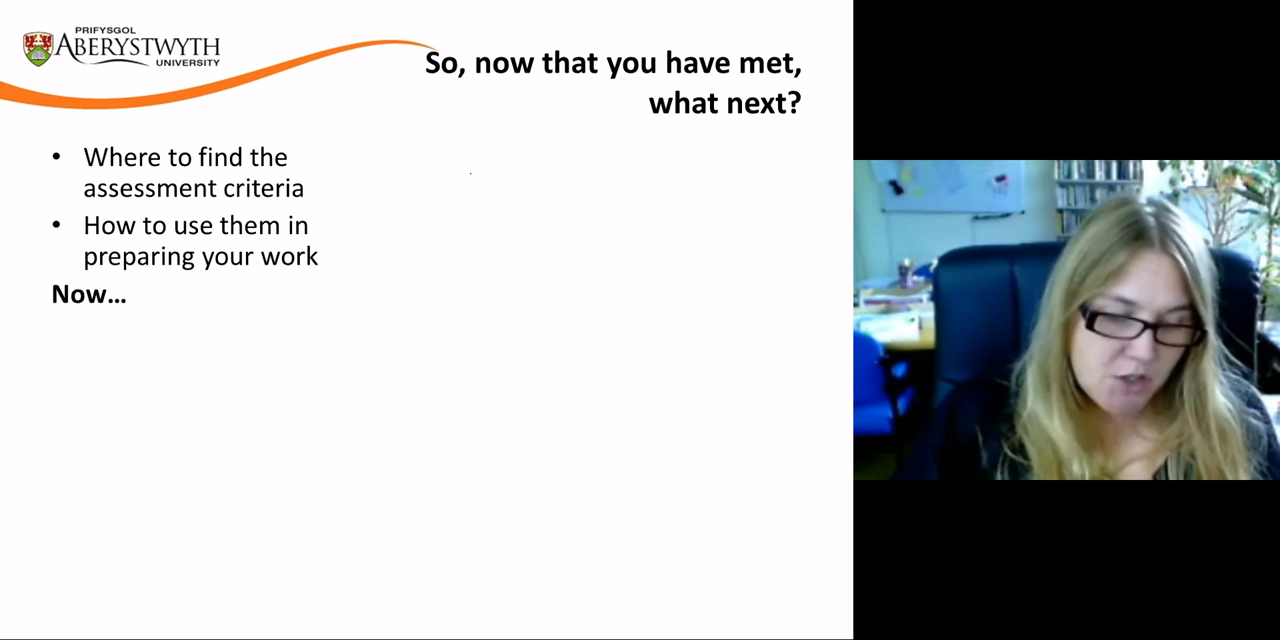 PRIFYSGOL
ABERYSTWYTH
UNIVERSITY
So, now that you have met,
what next?
• Where to find the
assessment criteria
• How to use them in
preparing your work
Now…